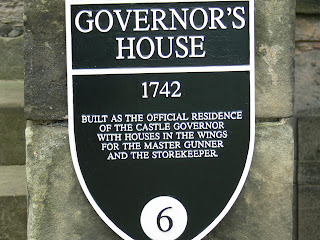 GOVERNOR'S
HOUSE
1742
BUILT AS THE OFFICIAL RESIDENCE
OF THE CASTLE GOVERNOR
WITH HOUSES IN THE WINGS
FOR THE MASTER GUNNER
AND THE STOREKEEPER.
6